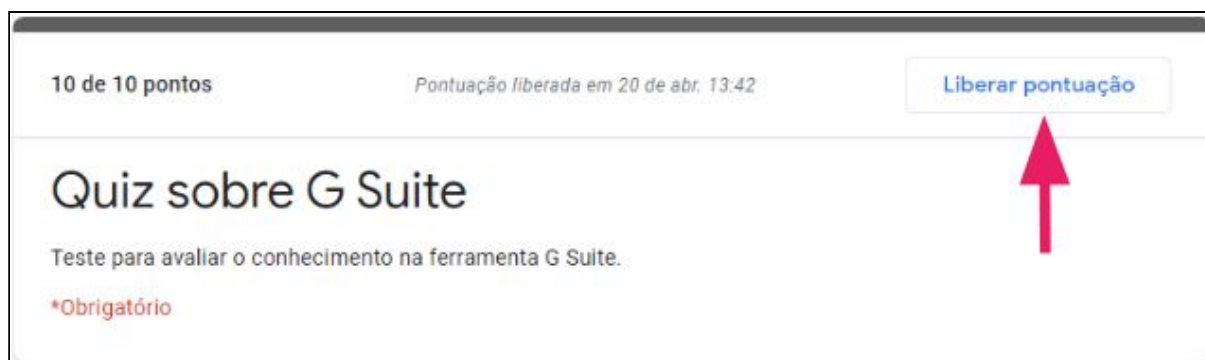 10 de 10 pontos
Pontuação liberada em 20 de abr. 13:42
Liberar pontuação
Quiz sobre G Suite
Teste para avaliar o conhecimento na ferramenta G Suite.
*Obrigatório